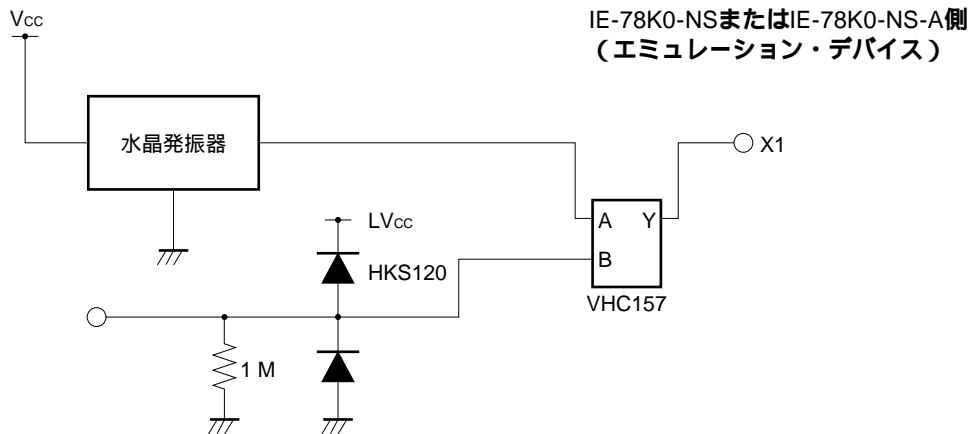 IE-78K0-NSまたはIE-78K0-NS-A側
（エミュレーション・デバイス）
Vcc
水晶発振器
X1
LVcc
A Y
B
HKS120
VHC157
1 M